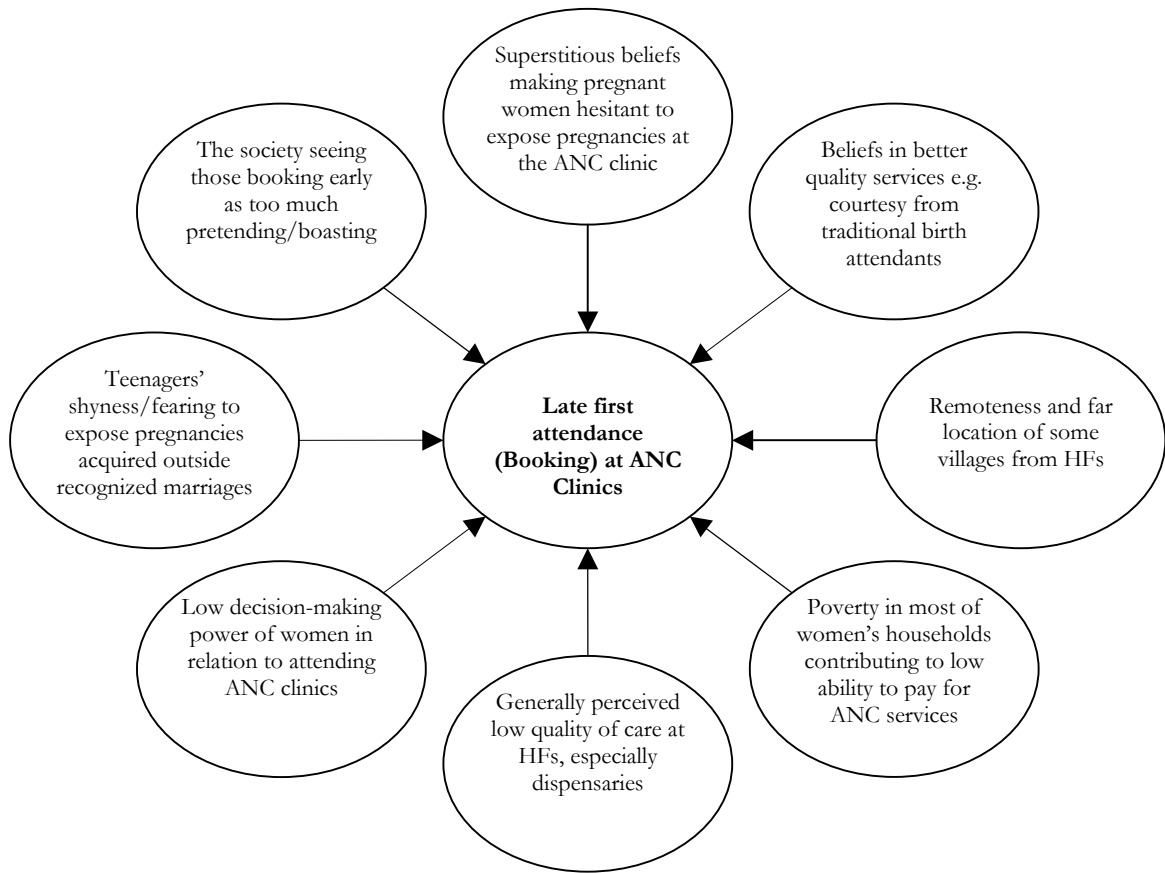 Superstitious beliefs
making pregnant
women hesitant to
expose pregnancies at
the ANC clinic
The society seeing
those booking early
as too much
pretending/boasting
Beliefs in better
quality services e.g.
courtesy from
traditional birth
attendants
Teenagers’
shyness/fearing to
expose pregnancies
acquired outside
recognized marriages
Late first
attendance
(Booking) at ANC
Clinics
Remoteness and far
location of some
villages from HFs
Low decision-making
power of women in
relation to attending
ANC clinics
Generally perceived
low quality of care at
HFs, especially
dispensaries
Poverty in most of
women’s households
contributing to low
ability to pay for
ANC services